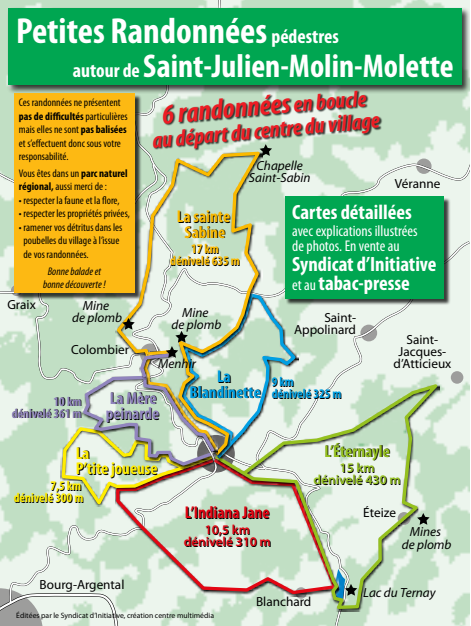 Petites Randonnées pédestres
autour de Saint-Julien-Molin-Molette
Ces randonnées ne présentent
pas de difficultés particulières
mais elles ne sont pas balisées
et s'effectuent donc sous votre
responsabilité.
Vous êtes dans un parc naturel
régional, aussi merci de :
• respecter la faune et la flore,
• respecter les propriétés privées,
• ramener vos détritus dans les
poubelles du village à l'issue
de vos randonnées.
Bonne balade et
bonne découverte !
6 randonnées en boucle
au départ du centre du village
Chapelle
Saint-Sabin
Véranne
La sainte
Sabine
17 km
dénivelé 635 m
Cartes détaillées
avec explications illustrées
de photos. En vente au
Syndicat d'Initiative
et au tabac-presse
Graix
Mine
de plomb
Mine
de plomb
Colombier
Menhir
Saint-
Appolinard
Saint-
Jacques-
d'Atticieux
La
Blandinette
9 km
dénivelé 325 m
10 km
dénivelé 361 m
La Mère
peinarde
La
P'tite joueuse
7,5 km
dénivelé 300 m
L'Éternayle
15 km
dénivelé 430 m
L'Indiana Jane
10,5 km
dénivelé 310 m
Éteize
Mines
de plomb
Bourg-Argental
Blanchard
Lac du Ternay
Éditées par le Syndicat d'Initiative, création centre multimédia